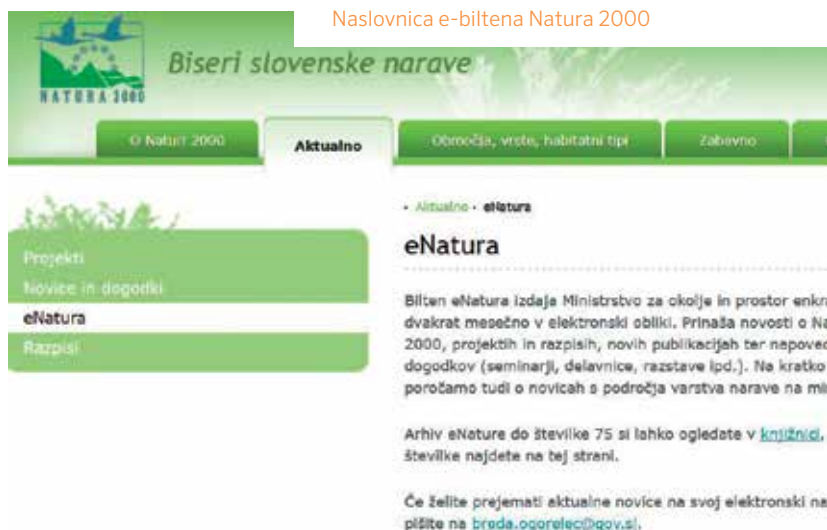 Naslovnica e-biltena Natura 2000
Biseri slovenske narave
NATURA 2000
O Naturi 2000
Aktualno
Območja, vrste, habitatni tipi
Zabavno
Aktualno • eNatura
Projekti
Novice in dogodki
eNatura
Razpisi
eNatura
Bilten eNatura izdaja Ministrstvo za okolje in prostor enkra
dvakrat mesečno v elektronski obliki. Prinaša novosti o Na
2000, projektih in razpisih, novih publikacijah ter napoved
dogodkov (seminarji, delavnice, razstave ipd.). Na kratko
poročamo tudi o novicah s področja varstva narave na mi
Arhiv eNature do številke 75 si lahko ogledate v knjižnici,
številke najdete na tej strani.
Če želite prejemati aktualne novice na svoj elektronski na
pišite na breda.ogorelec@gov.si.